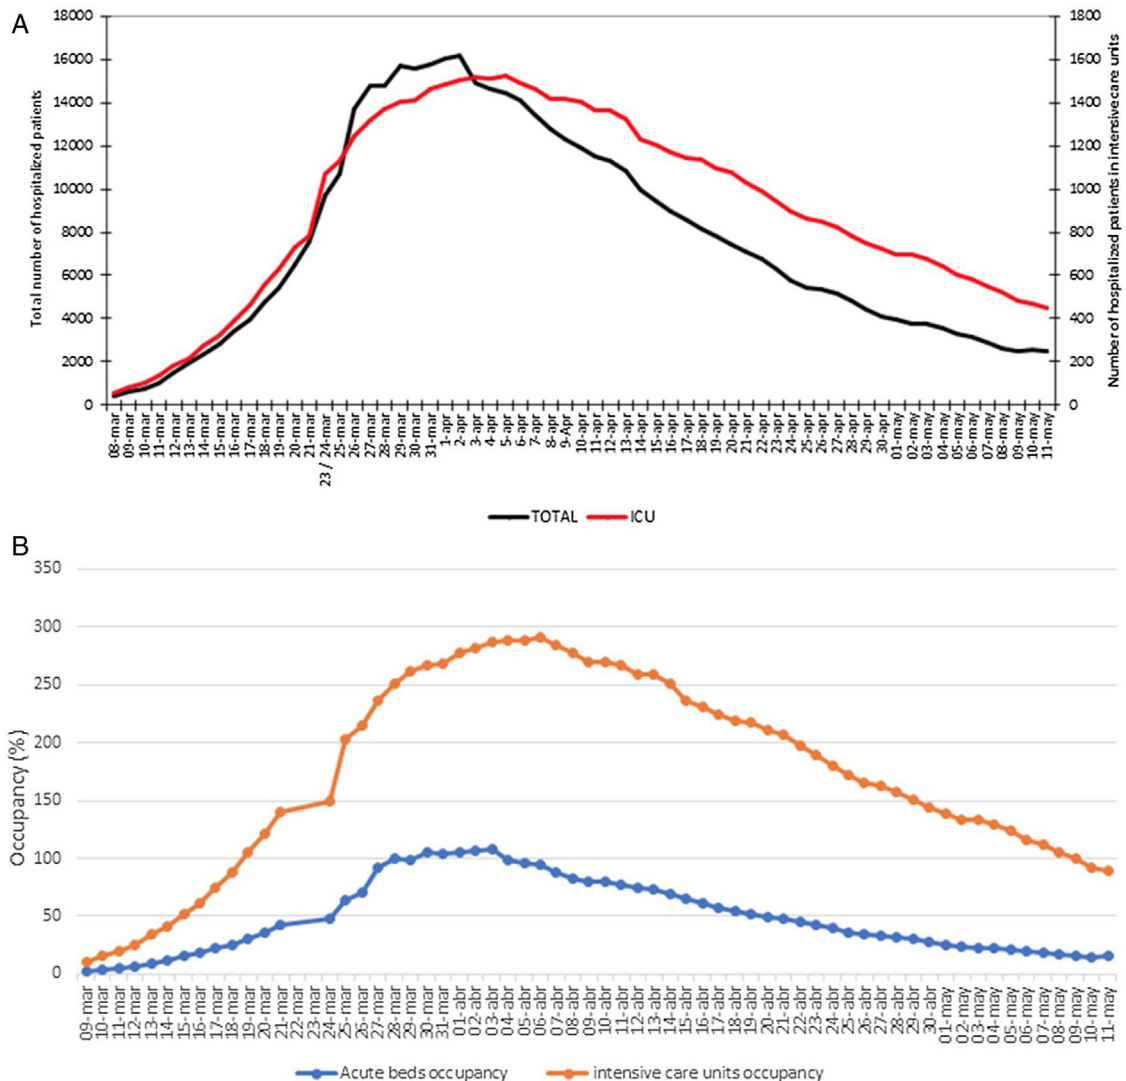 A
18000
16000
14000
12000
10000
8000
6000
4000
2000
0
Total number of hospitalized patients
1800
1600
1400
1200
1000
800
600
400
200
0
Number of hospitalized patients in intensive care units
08-mar
09-mar
10-mar
11-mar
12-mar
13-mar
14-mar
15-mar
16-mar
17-mar
18-mar
19-mar
20-mar
21-mar
23 / 24-mar
25-mar
26-mar
27-mar
28-mar
29-mar
30-mar
31-mar
1-apr
2-apr
3-apr
4-apr
5-apr
6-apr
7-apr
8-apr
9-Apr
10-apr
11-apr
12-apr
13-apr
14-apr
15-apr
16-apr
17-apr
18-apr
19-apr
20-apr
21-apr
22-apr
23-apr
24-apr
25-apr
26-apr
27-apr
28-apr
29-apr
30-apr
01-may
02-may
03-may
04-may
05-may
06-may
07-may
08-may
09-may
10-may
11-may
TOTAL ICU
B
350
300
250
200
150
100
50
0
Occupancy (%)
09-mar
10-mar
11-mar
12-mar
13-mar
14-mar
15-mar
16-mar
17-mar
18-mar
19-mar
20-mar
21-mar
22-mar
23-mar
24-mar
25-mar
26-mar
27-mar
28-mar
29-mar
30-mar
31-mar
01-abr
02-abr
03-abr
04-abr
05-abr
06-abr
07-abr
08-abr
09-abr
10-abr
11-abr
12-abr
13-abr
14-abr
15-abr
16-abr
17-abr
18-abr
19-abr
20-abr
21-abr
22-abr
23-abr
24-abr
25-abr
26-abr
27-abr
28-abr
29-abr
30-abr
01-may
02-may
03-may
04-may
05-may
06-may
07-may
08-may
09-may
10-may
11-may
Acute beds occupancy intensive care units occupancy